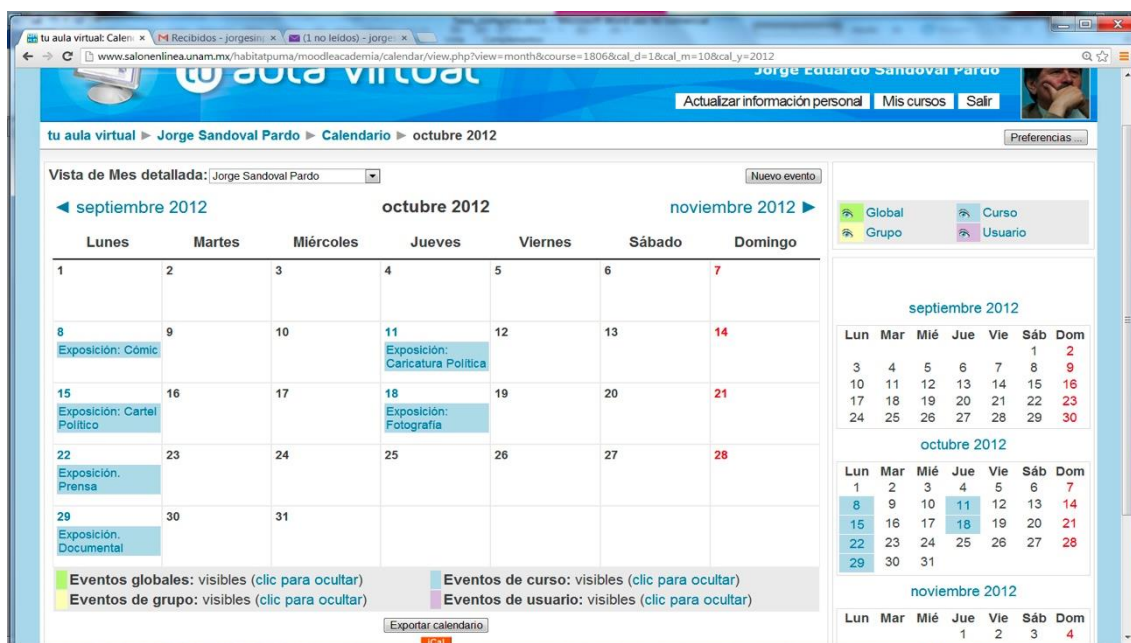 tu aula virtual: Calen
Recibidos - jorgesin
(1 no leídos) - jorge
www.salonenlinea.unam.mx/habitatpuma/moodleacademia/calendar/view.php?view=month&course=1806&cal_d=1&cal_m=10&cal_y=2012
tu aula virtual
Jorge Eduardo Sandoval Pardo
Actualizar información personal Mis cursos Salir
tu aula virtual ► Jorge Sandoval Pardo ► Calendario ► octubre 2012
Preferencias ...
Vista de Mes detallada: Jorge Sandoval Pardo
Nuevo evento
◄ septiembre 2012 octubre 2012 noviembre 2012 ►
Lunes Martes Miércoles Jueves Viernes Sábado Domingo
1 2 3 4 5 6 7
8 9 10 11 12 13 14
Exposición: Cómic Exposición:
Caricatura Política
15 16 17 18 19 20 21
Exposición: Cartel Exposición:
Político Fotografía
22 23 24 25 26 27 28
Exposición.
Prensa
29 30 31
Exposición.
Documental
Eventos globales: visibles (clic para ocultar) Eventos de curso: visibles (clic para ocultar)
Eventos de grupo: visibles (clic para ocultar) Eventos de usuario: visibles (clic para ocultar)
Exportar calendario
iCal
Global Curso
Grupo Usuario
septiembre 2012
Lun Mar Mié Jue Vie Sáb Dom
1 2
3 4 5 6 7 8 9
10 11 12 13 14 15 16
17 18 19 20 21 22 23
24 25 26 27 28 29 30
octubre 2012
Lun Mar Mié Jue Vie Sáb Dom
1 2 3 4 5 6 7
8 9 10 11 12 13 14
15 16 17 18 19 20 21
22 23 24 25 26 27 28
29 30 31
noviembre 2012
Lun Mar Mié Jue Vie Sáb Dom
1 2 3 4